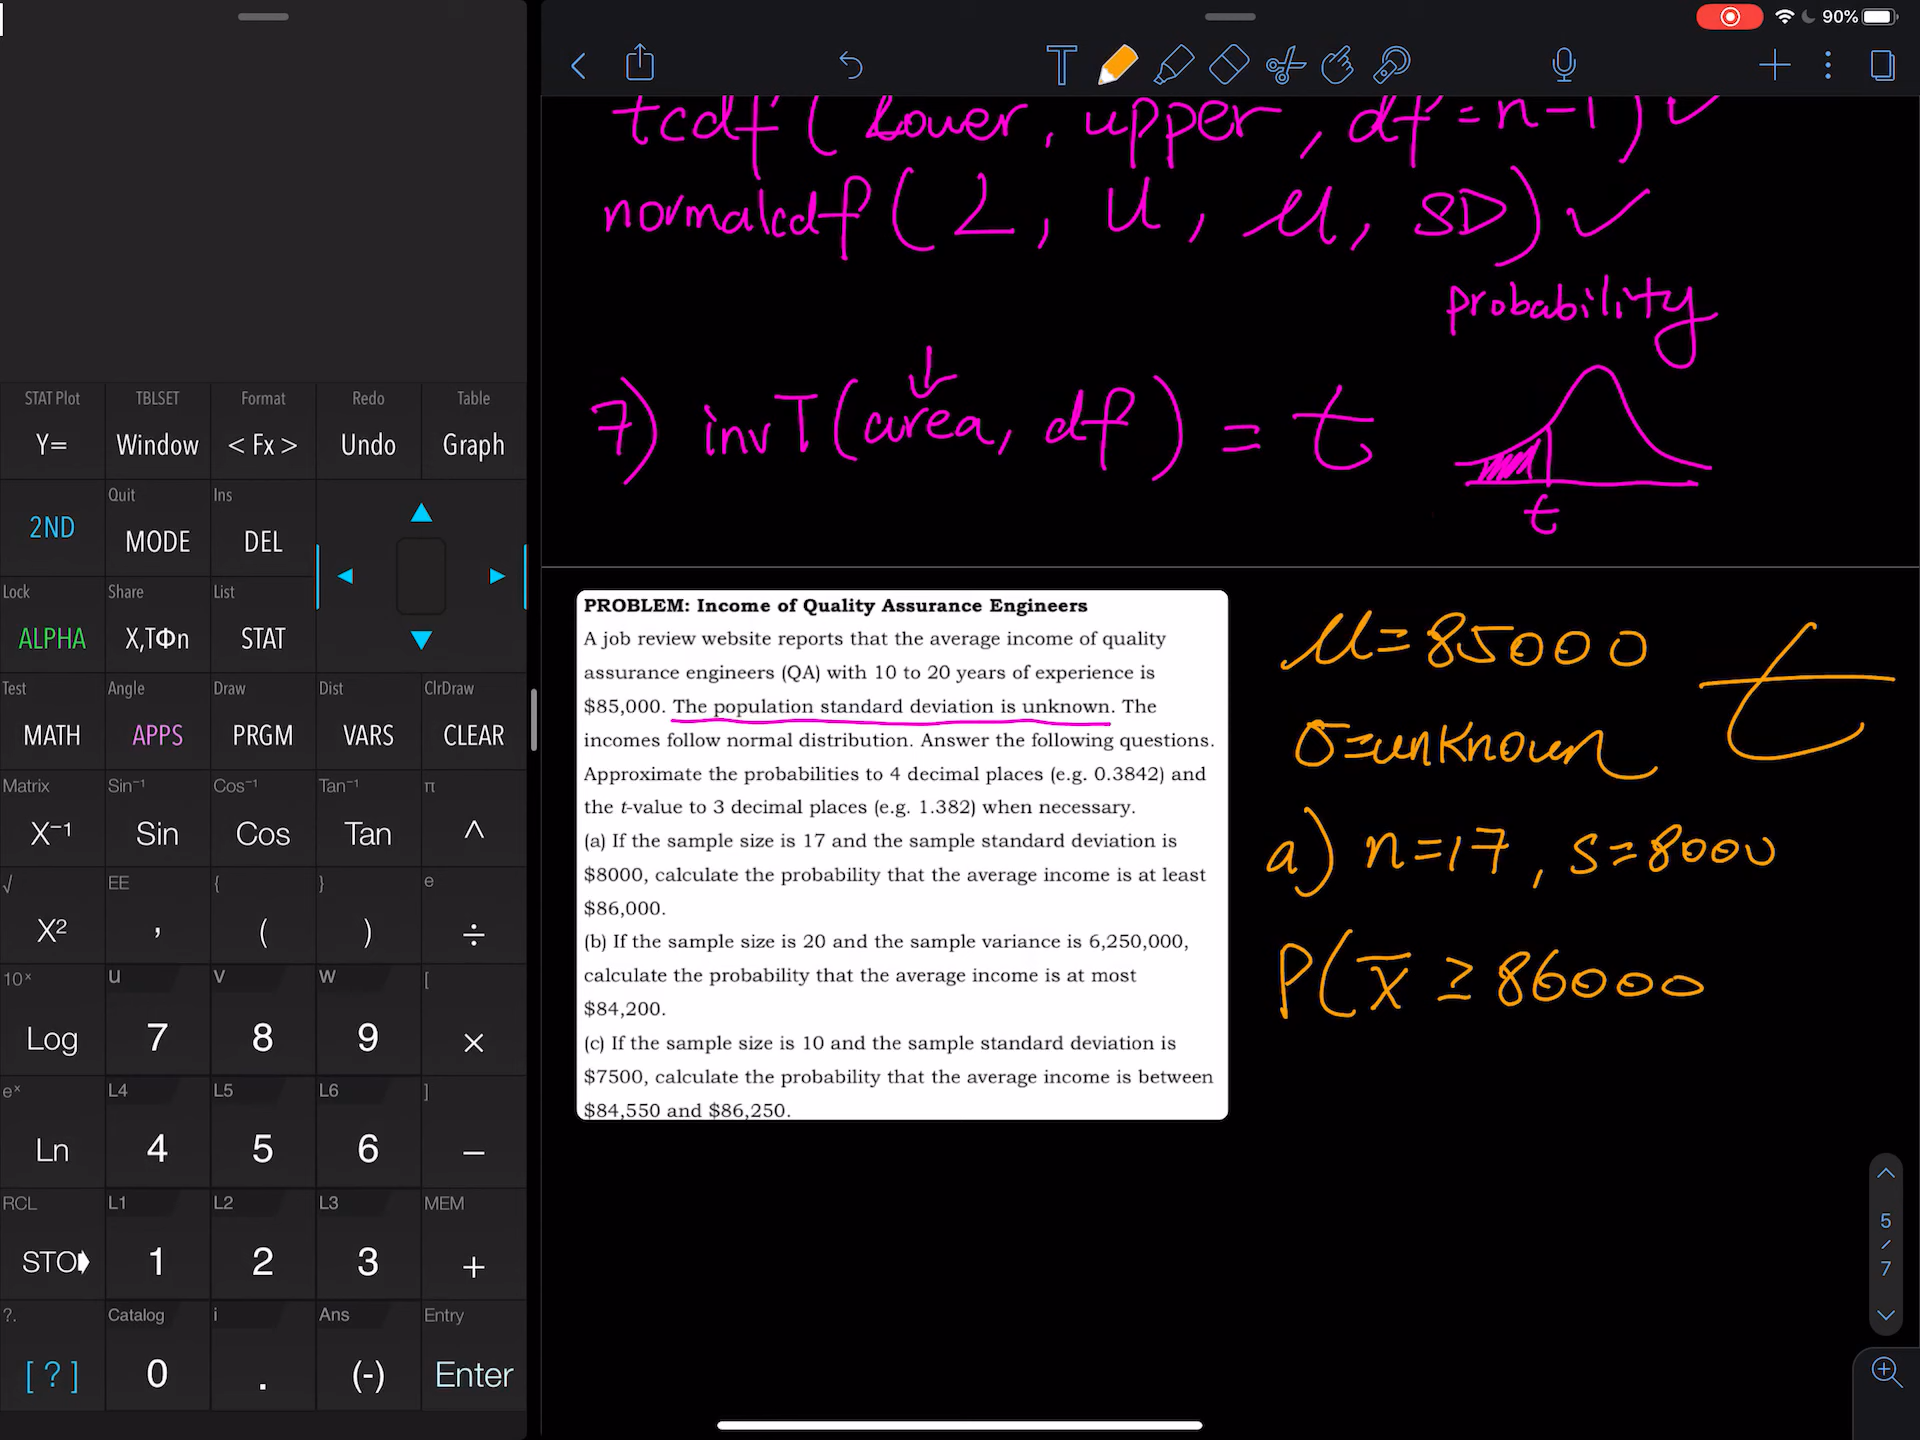 90%
tcdf ( Lower, upper, df = n-1) ✓
normalcdf ( L, U, μ, SD) ✓
probability
7) invT (area, df) = t
t
STAT Plot TBLSET Format Redo Table
Y= Window < Fx > Undo Graph
Quit Ins
2ND MODE DEL
Lock Share List
ALPHA X,TΦn STAT
Test Angle Draw Dist ClrDraw
MATH APPS PRGM VARS CLEAR
Matrix Sin⁻¹ Cos⁻¹ Tan⁻¹ π
X⁻¹ Sin Cos Tan ^
√ EE { } e
X² , ( ) ÷
10ˣ u v w [
Log 7 8 9 ×
eˣ L4 L5 L6 ]
Ln 4 5 6 −
RCL L1 L2 L3 MEM
STO 1 2 3 +
?. Catalog i Ans Entry
[ ? ] 0 . (-) Enter
PROBLEM: Income of Quality Assurance Engineers
A job review website reports that the average income of quality
assurance engineers (QA) with 10 to 20 years of experience is
$85,000. The population standard deviation is unknown. The
incomes follow normal distribution. Answer the following questions.
Approximate the probabilities to 4 decimal places (e.g. 0.3842) and
the t-value to 3 decimal places (e.g. 1.382) when necessary.
(a) If the sample size is 17 and the sample standard deviation is
$8000, calculate the probability that the average income is at least
$86,000.
(b) If the sample size is 20 and the sample variance is 6,250,000,
calculate the probability that the average income is at most
$84,200.
(c) If the sample size is 10 and the sample standard deviation is
$7500, calculate the probability that the average income is between
$84,550 and $86,250.
μ=85000
t
σ=unknown
a) n=17, s=8000
P(x̄ ≥ 86000
5
/
7